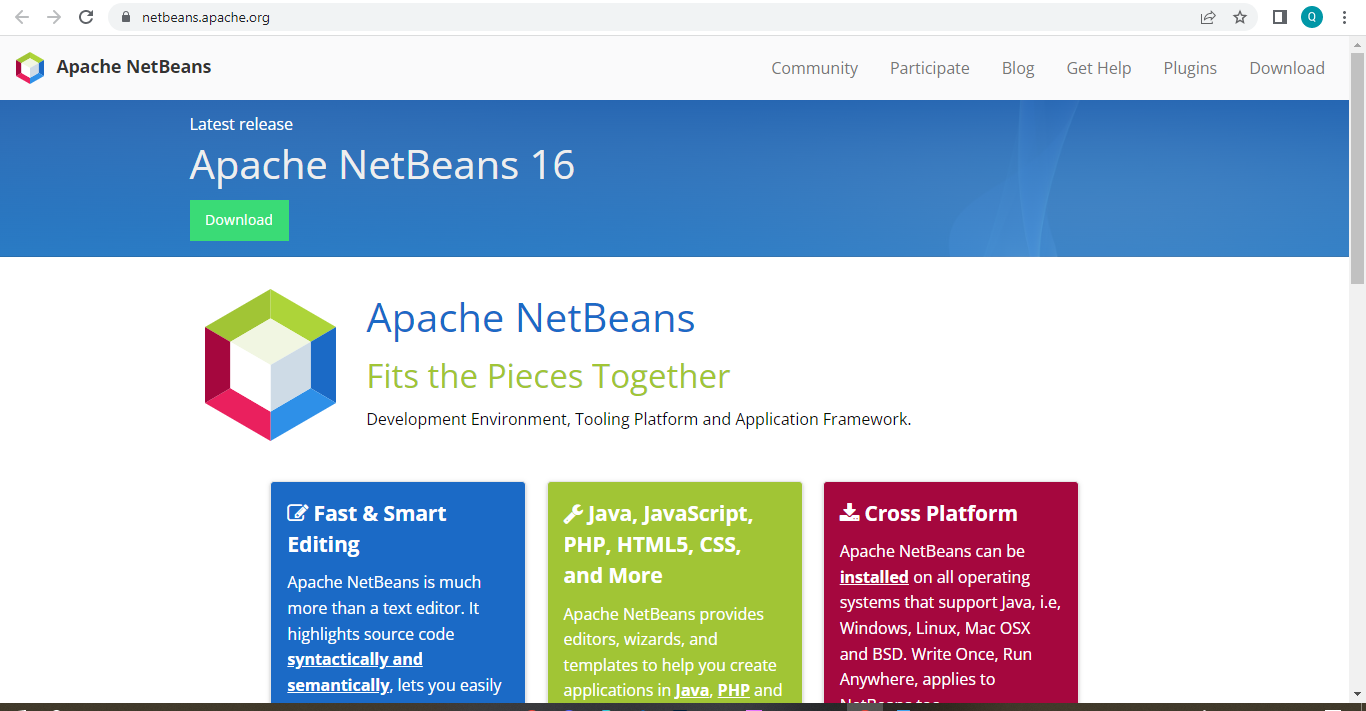 netbeans.apache.org
Q
Apache NetBeans
Community Participate Blog Get Help Plugins Download
Latest release
Apache NetBeans 16
Download
Apache NetBeans
Fits the Pieces Together
Development Environment, Tooling Platform and Application Framework.
Fast & Smart
Editing
Apache NetBeans is much
more than a text editor. It
highlights source code
syntactically and
semantically, lets you easily
Java, JavaScript,
PHP, HTML5, CSS,
and More
Apache NetBeans provides
editors, wizards, and
templates to help you create
applications in Java, PHP and
Cross Platform
Apache NetBeans can be
installed on all operating
systems that support Java, i.e,
Windows, Linux, Mac OSX
and BSD. Write Once, Run
Anywhere, applies to
NetBeans too.